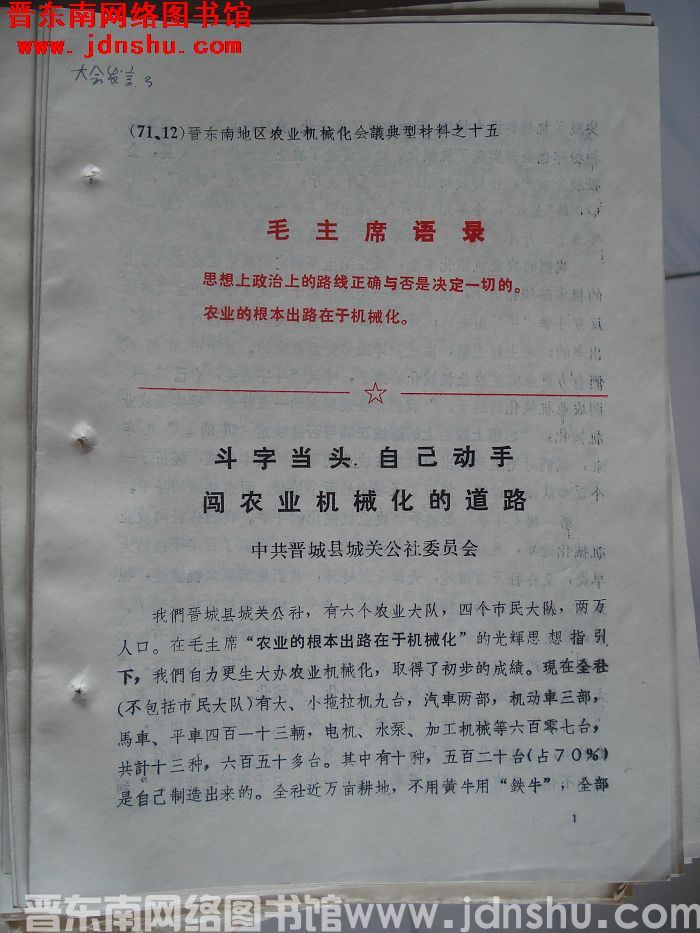 晋东南网络图书馆
www.jdnshu.com
大会发言 3
(71、12)晋东南地区农业机械化会議典型材料之十五
毛主席语录
思想上政治上的路线正确与否是决定一切的。
农业的根本出路在于机械化。
斗字当头 自己动手
闯农业机械化的道路
中共晋城县城关公社委员会
我們晋城县城关公社，有六个农业大队，四个市民大队，两万
人口。在毛主席“农业的根本出路在于机械化”的光輝思想指引
下，我們自力更生大办农业机械化，取得了初步的成績。現在全社
(不包括市民大队)有大、小拖拉机九台，汽車两部，机动車三部，
馬車、平車四百一十三輛，电机、水泵、加工机械等六百零七台，
共計十三种，六百五十多台。其中有十种，五百二十台(占70%)
是自己制造出来的。全社近万亩耕地，不用黄牛用“鉄牛”，全部
1
晋东南网络图书馆 www.jdnshu.com